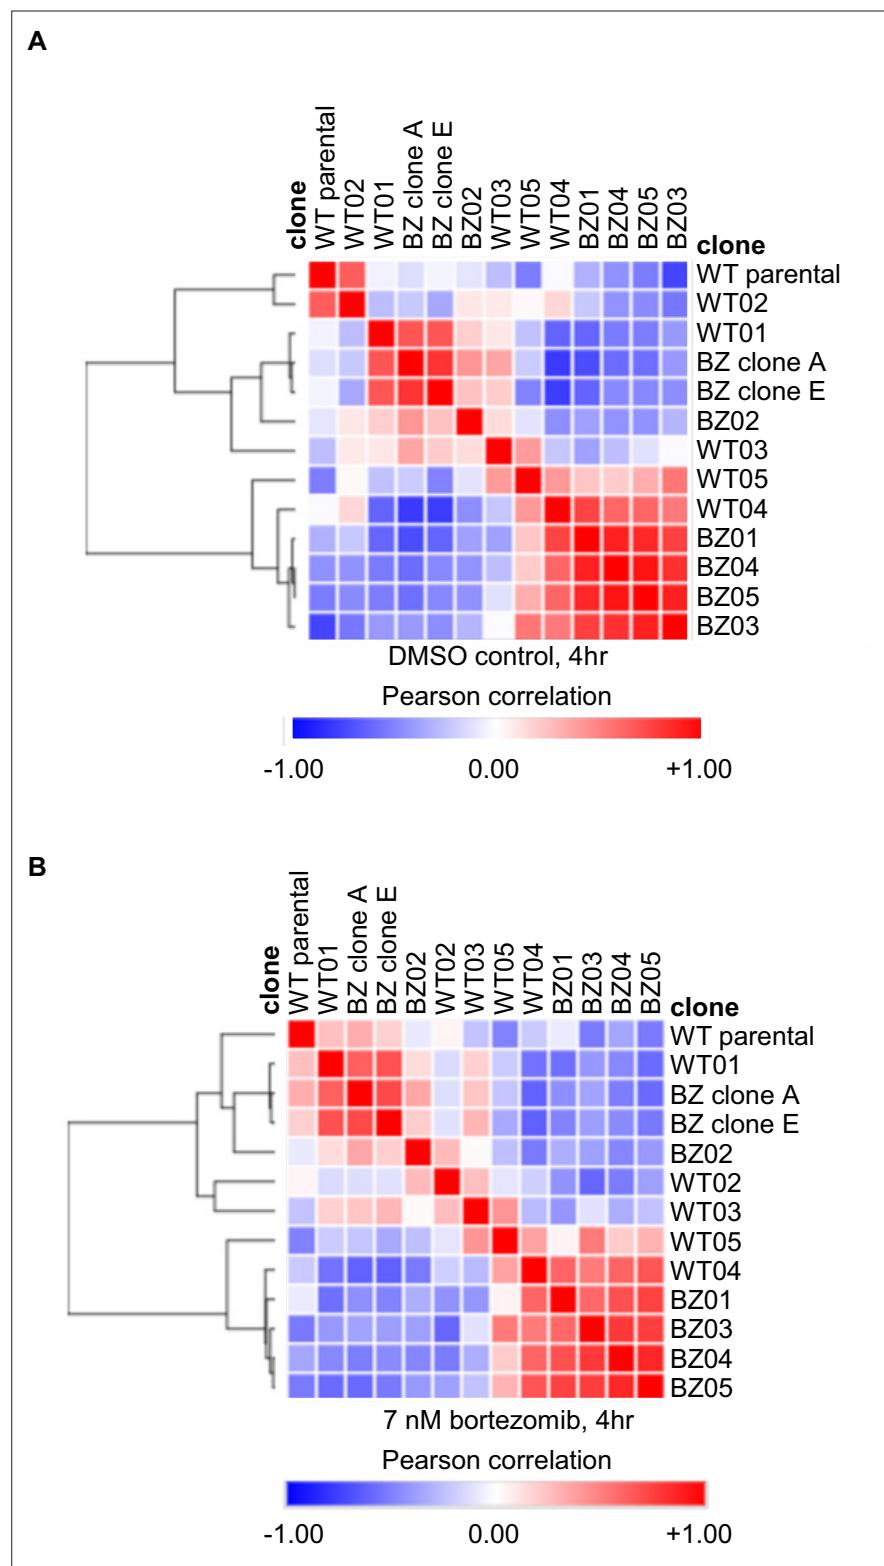 A
clone
WT parental
WT02
WT01
BZ clone A
BZ clone E
BZ02
WT03
WT05
WT04
BZ01
BZ04
BZ05
BZ03
clone
WT parental
WT02
WT01
BZ clone A
BZ clone E
BZ02
WT03
WT05
WT04
BZ01
BZ04
BZ05
BZ03
DMSO control, 4hr
Pearson correlation
-1.00 0.00 +1.00
B
clone
WT parental
WT01
BZ clone A
BZ clone E
BZ02
WT02
WT03
WT05
WT04
BZ01
BZ03
BZ04
BZ05
clone
WT parental
WT01
BZ clone A
BZ clone E
BZ02
WT02
WT03
WT05
WT04
BZ01
BZ03
BZ04
BZ05
7 nM bortezomib, 4hr
Pearson correlation
-1.00 0.00 +1.00